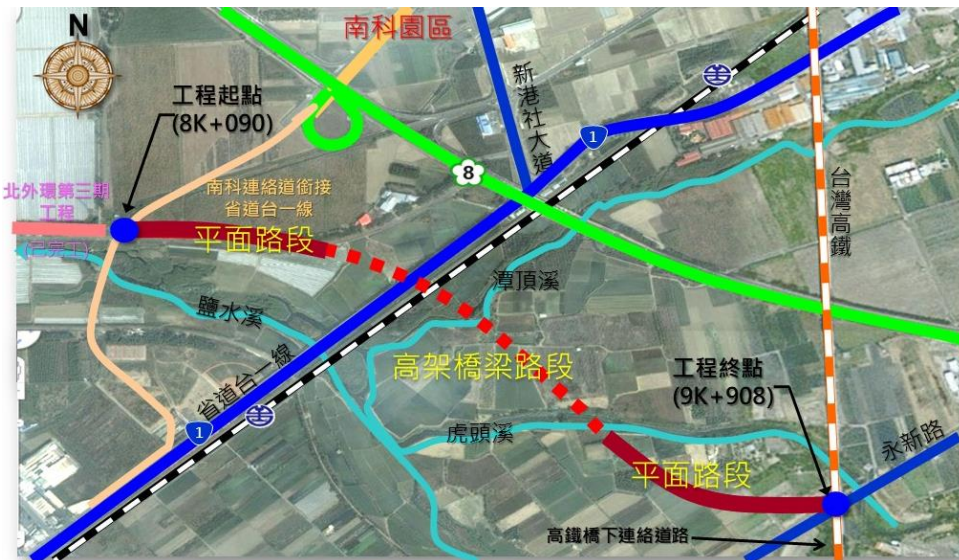 N
南科園區
工程起點
(8K+090)
新港社大道
1
8
北外環第三期
工程
(已完工)
南科連絡道銜接
省道台一線
平面路段
台灣高鐵
潭頂溪
鹽水溪
高架橋梁路段
工程終點
(9K+908)
省道台一線
1
虎頭溪
永新路
平面路段
高鐵橋下連絡道路